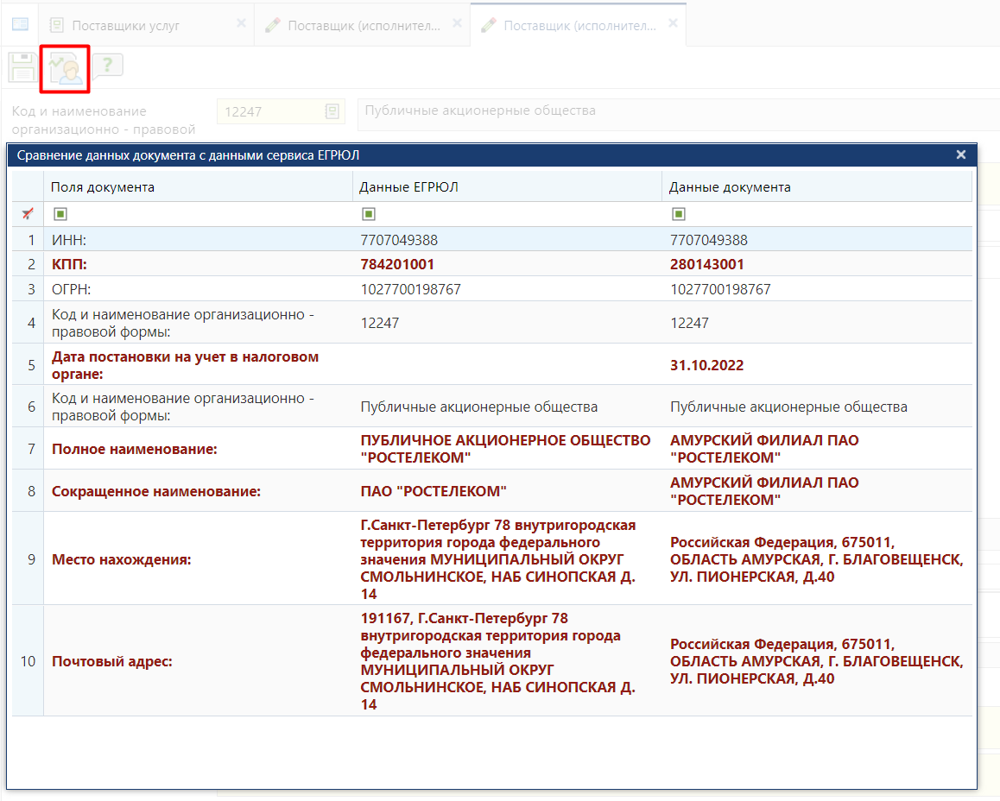 Поставщики услуг
Поставщик (исполнител...
Поставщик (исполнител...
?
Код и наименование
организационно - правовой
12247
Публичные акционерные общества
Сравнение данных документа с данными сервиса ЕГРЮЛ
Поля документа Данные ЕГРЮЛ Данные документа
1 ИНН: 7707049388 7707049388
2 КПП: 784201001 280143001
3 ОГРН: 1027700198767 1027700198767
4 Код и наименование организационно -
правовой формы:
12247 12247
5 Дата постановки на учет в налоговом
органе:
31.10.2022
6 Код и наименование организационно -
правовой формы:
Публичные акционерные общества Публичные акционерные общества
7 Полное наименование:
ПУБЛИЧНОЕ АКЦИОНЕРНОЕ ОБЩЕСТВО
"РОСТЕЛЕКОМ"
АМУРСКИЙ ФИЛИАЛ ПАО
"РОСТЕЛЕКОМ"
8 Сокращенное наименование:
ПАО "РОСТЕЛЕКОМ"
АМУРСКИЙ ФИЛИАЛ ПАО
"РОСТЕЛЕКОМ"
9 Место нахождения:
Г.Санкт-Петербург 78 внутригородская
территория города федерального
значения МУНИЦИПАЛЬНЫЙ ОКРУГ
СМОЛЬНИНСКОЕ, НАБ СИНОПСКАЯ Д.
14
Российская Федерация, 675011,
ОБЛАСТЬ АМУРСКАЯ, Г. БЛАГОВЕЩЕНСК,
УЛ. ПИОНЕРСКАЯ, Д.40
10 Почтовый адрес:
191167, Г.Санкт-Петербург 78
внутригородская территория города
федерального значения
МУНИЦИПАЛЬНЫЙ ОКРУГ
СМОЛЬНИНСКОЕ, НАБ СИНОПСКАЯ Д.
14
Российская Федерация, 675011,
ОБЛАСТЬ АМУРСКАЯ, Г. БЛАГОВЕЩЕНСК,
УЛ. ПИОНЕРСКАЯ, Д.40